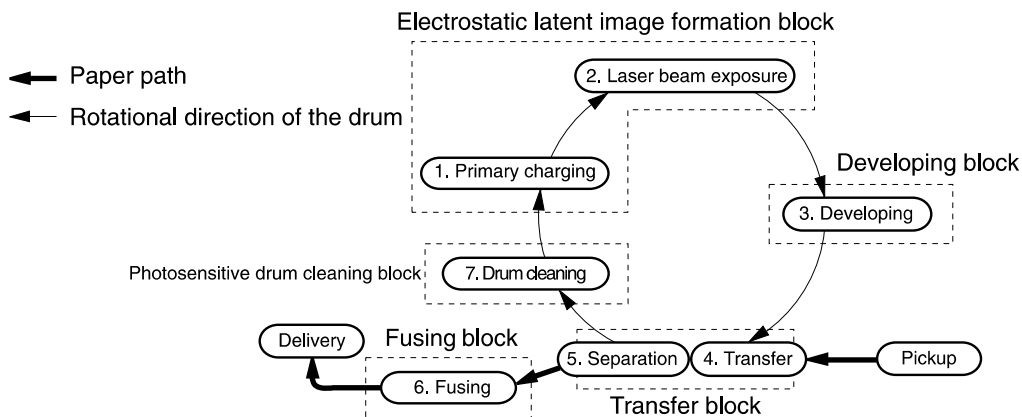 Electrostatic latent image formation block
Paper path
2. Laser beam exposure
Rotational direction of the drum
1. Primary charging
Developing block
3. Developing
Photosensitive drum cleaning block
7. Drum cleaning
Delivery
Fusing block
5. Separation
4. Transfer
Pickup
6. Fusing
Transfer block